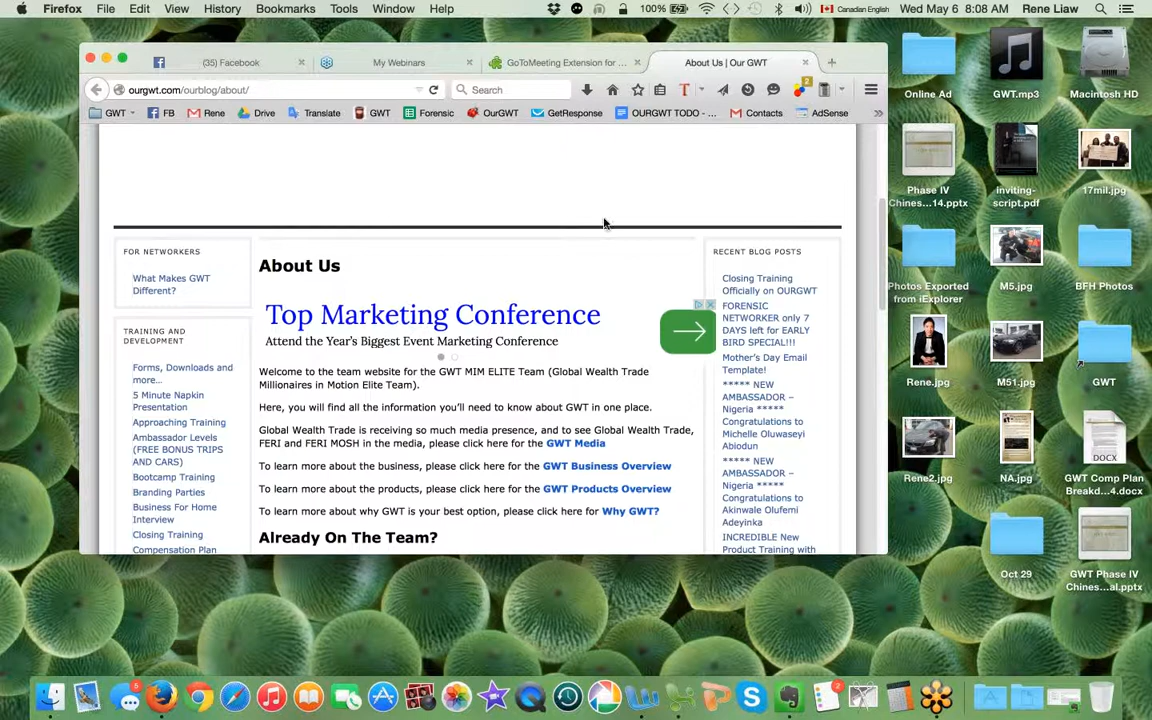 Firefox File Edit View History Bookmarks Tools Window Help 100% Canadian English Wed May 6 8:08 AM Rene Liaw
(35) Facebook My Webinars GoToMeeting Extension for ... About Us | Our GWT
ourgwt.com/ourblog/about/ Search 2
GWT FB Rene Drive Translate GWT Forensic OurGWT GetResponse OURGWT TODO - ... Contacts AdSense
FOR NETWORKERS
What Makes GWT
Different?
TRAINING AND
DEVELOPMENT
Forms, Downloads and
more...
5 Minute Napkin
Presentation
Approaching Training
Ambassador Levels
(FREE BONUS TRIPS
AND CARS)
Bootcamp Training
Branding Parties
Business For Home
Interview
Closing Training
Compensation Plan
About Us
Top Marketing Conference
Attend the Year's Biggest Event Marketing Conference
Welcome to the team website for the GWT MIM ELITE Team (Global Wealth Trade
Millionaires in Motion Elite Team).
Here, you will find all the information you'll need to know about GWT in one place.
Global Wealth Trade is receiving so much media presence, and to see Global Wealth Trade,
FERI and FERI MOSH in the media, please click here for the GWT Media
To learn more about the business, please click here for the GWT Business Overview
To learn more about the products, please click here for the GWT Products Overview
To learn more about why GWT is your best option, please click here for Why GWT?
Already On The Team?
RECENT BLOG POSTS
Closing Training
Officially on OURGWT
FORENSIC
NETWORKER only 7
DAYS left for EARLY
BIRD SPECIAL!!!
Mother's Day Email
Template!
***** NEW
AMBASSADOR –
Nigeria *****
Congratulations to
Michelle Oluwaseyi
Abiodun
***** NEW
AMBASSADOR –
Nigeria *****
Congratulations to
Akinwale Olufemi
Adeyinka
INCREDIBLE New
Product Training with
Online Ad
GWT.mp3
Macintosh HD
Phase IV
Chines...14.pptx
inviting-
script.pdf
17mil.jpg
Photos Exported
from iExplorer
M5.jpg
BFH Photos
Rene.jpg
M51.jpg
GWT
Rene2.jpg
NA.jpg
DOCX
GWT Comp Plan
Breakd...4.docx
Oct 29
GWT Phase IV
Chines...al.pptx
5
2